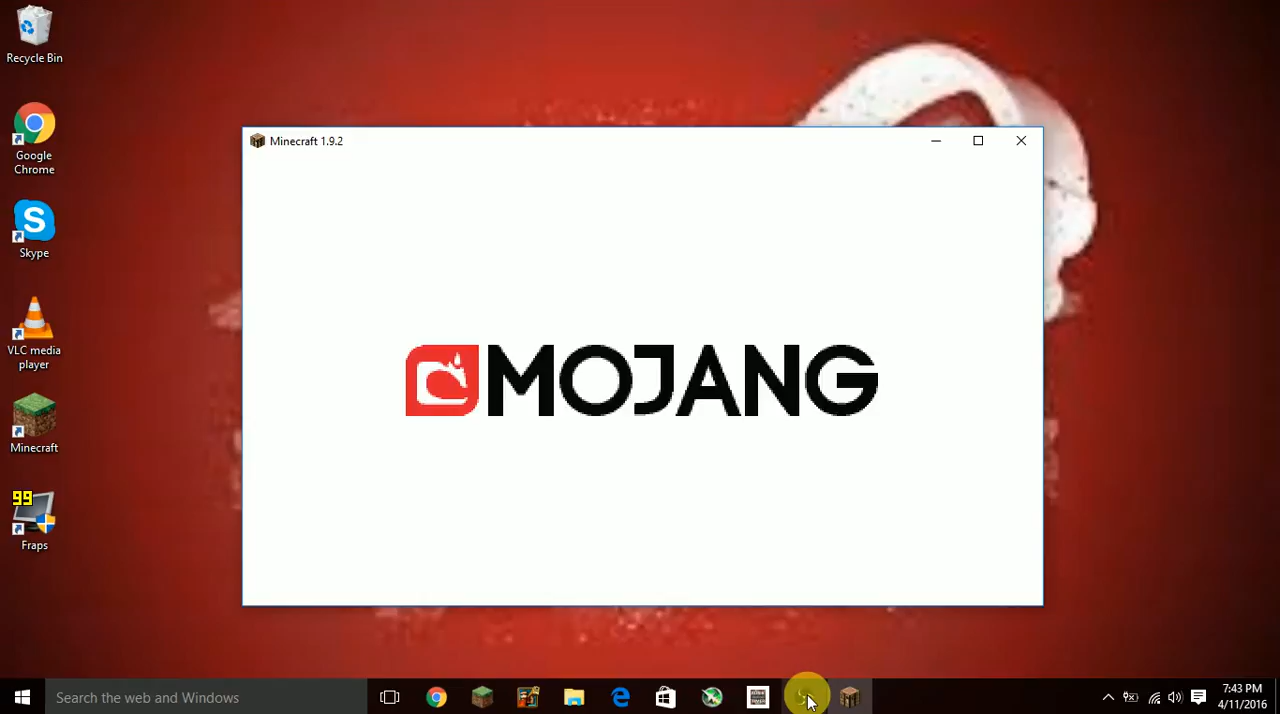 Recycle Bin
Google
Chrome
S
Skype
VLC media
player
Minecraft
99
Fraps
Minecraft 1.9.2
MOJANG
Search the web and Windows
7:43 PM
4/11/2016